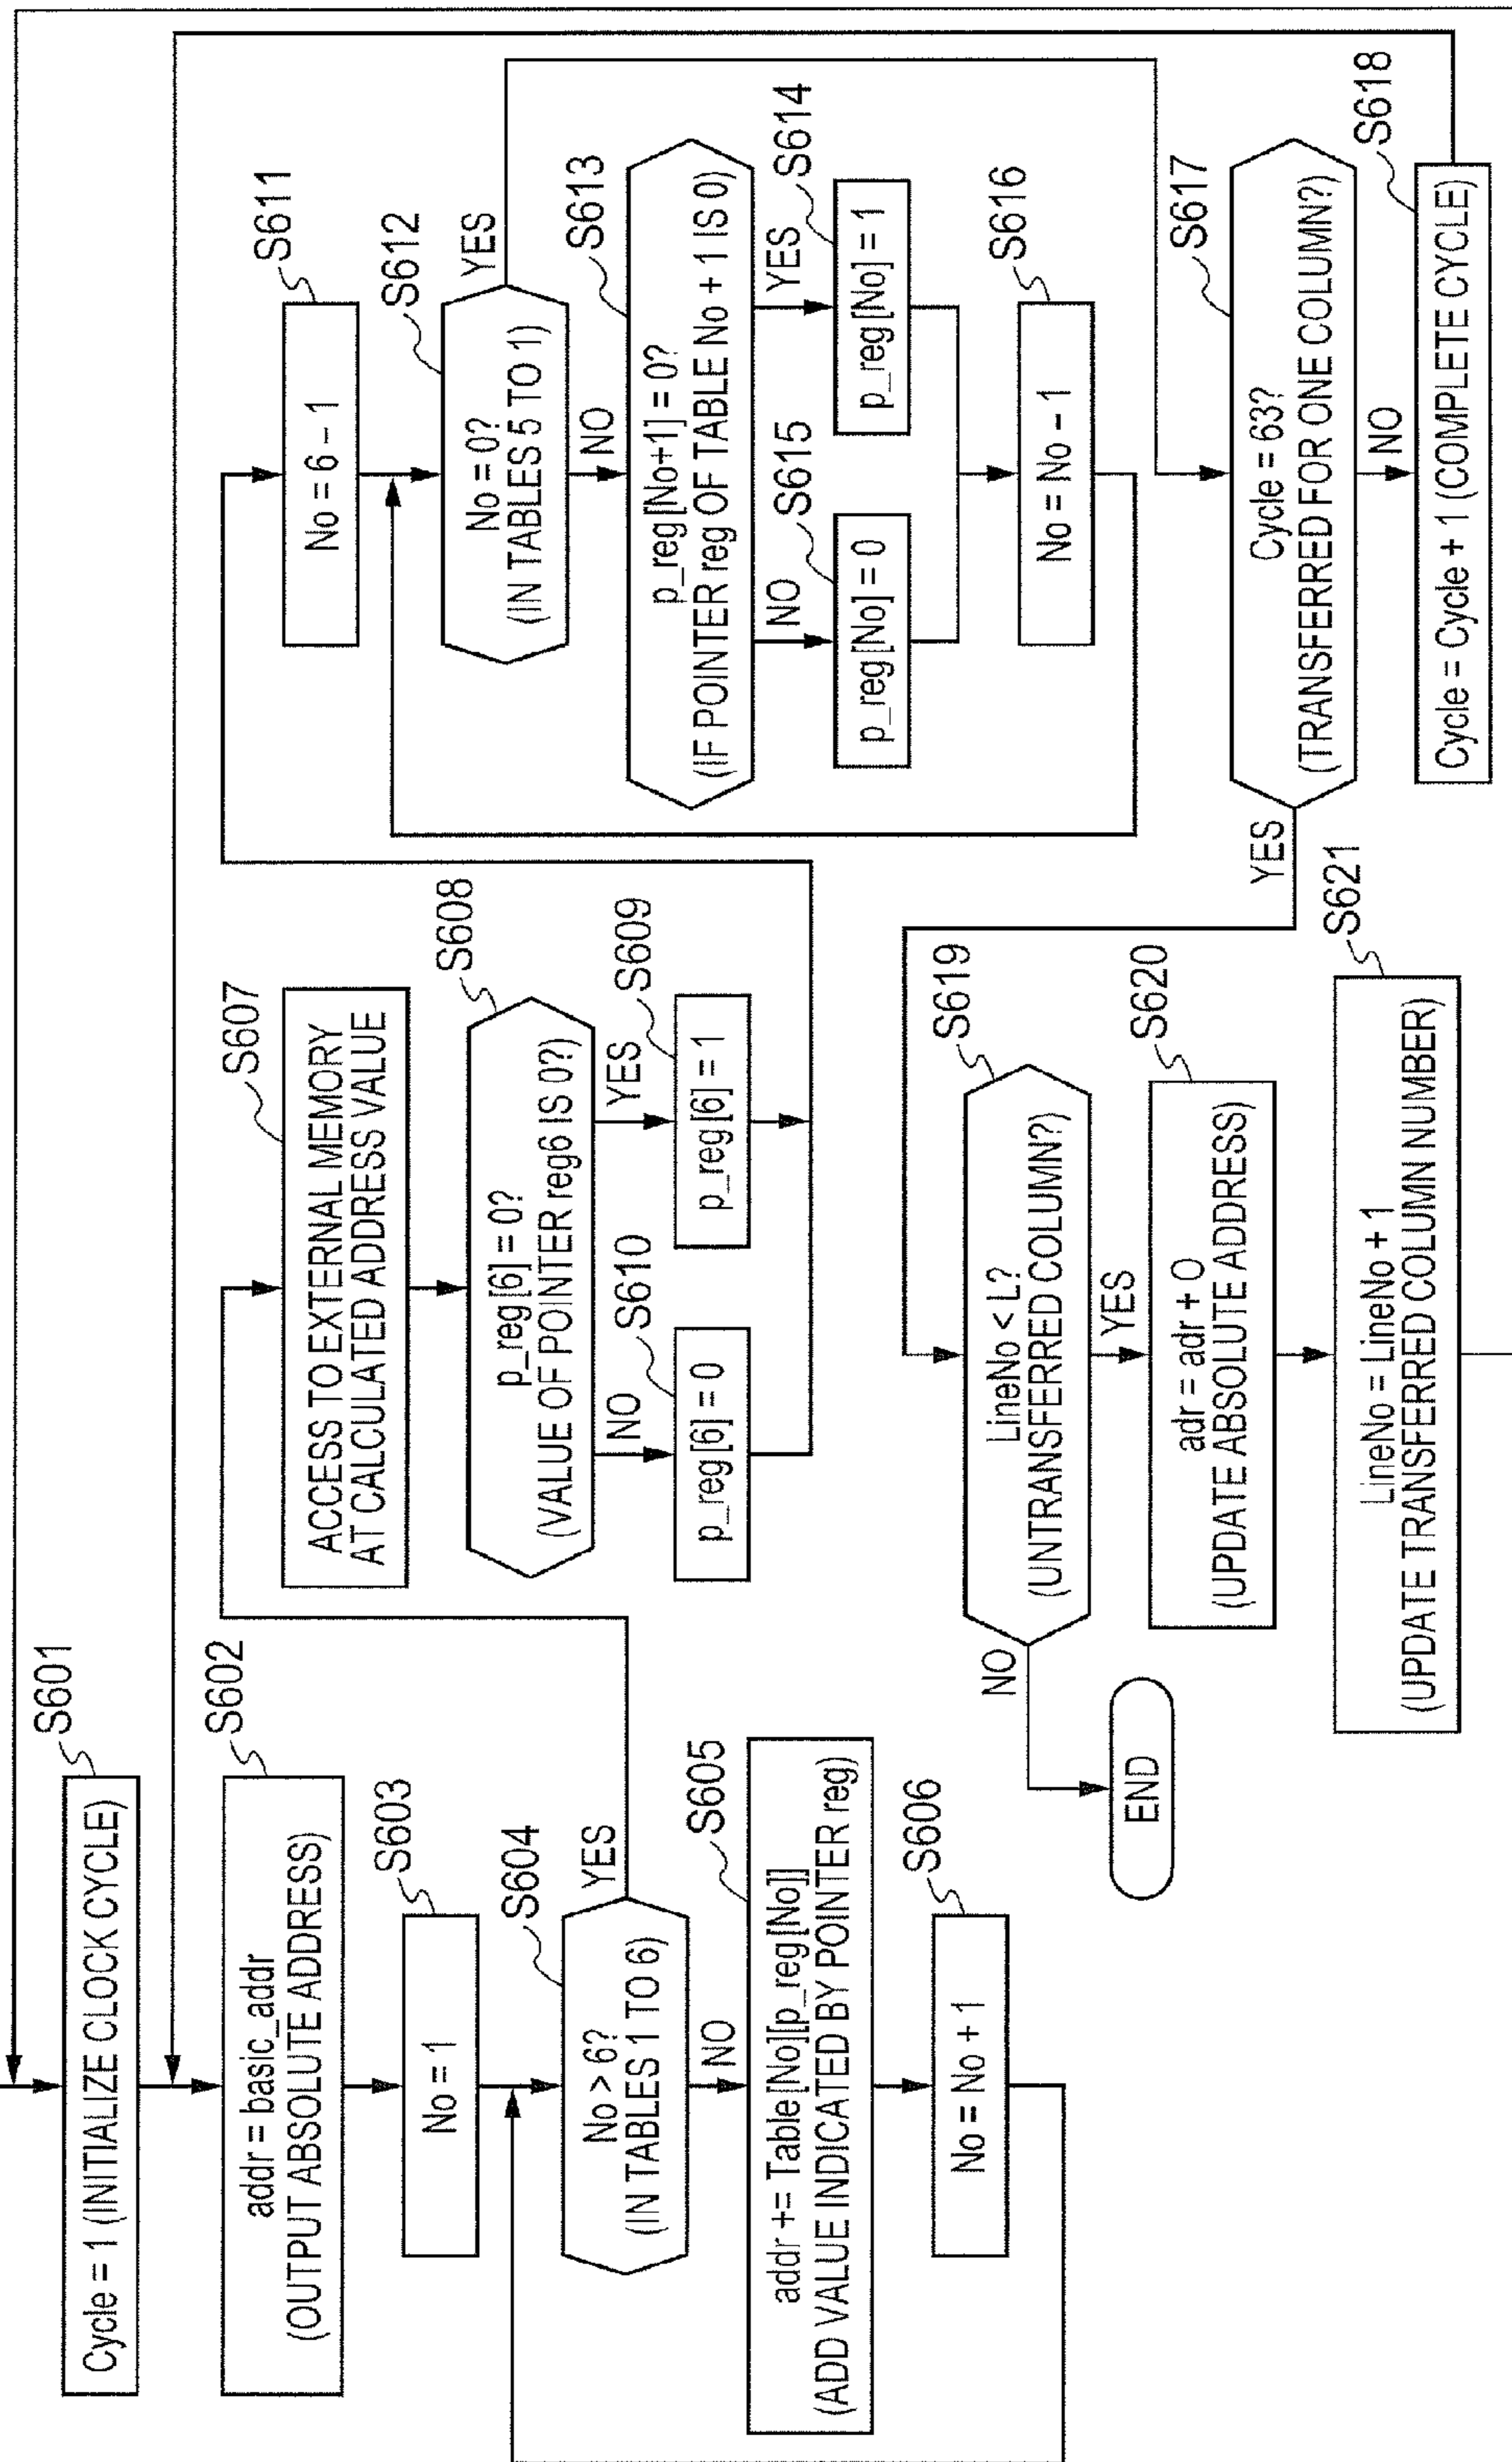 S601
Cycle = 1 (INITIALIZE CLOCK CYCLE)
S602
addr = basic_addr
(OUTPUT ABSOLUTE ADDRESS)
S603
No = 1
S604
No > 6?
(IN TABLES 1 TO 6)
YES
NO
S605
addr += Table[No][p_reg[No]]
(ADD VALUE INDICATED BY POINTER reg)
S606
No = No + 1
S607
ACCESS TO EXTERNAL MEMORY
AT CALCULATED ADDRESS VALUE
S608
p_reg[6] = 0?
(VALUE OF POINTER reg6 IS 0?)
NO
YES
S610
S609
p_reg[6] = 0
p_reg[6] = 1
S611
No = 6 – 1
S612
No = 0?
(IN TABLES 5 TO 1)
YES
NO
S613
p_reg[No+1] = 0?
(IF POINTER reg OF TABLE No + 1 IS 0)
NO
YES
S615
S614
p_reg[No] = 0
p_reg[No] = 1
S616
No = No – 1
S617
Cycle = 63?
(TRANSFERRED FOR ONE COLUMN?)
YES
NO
S618
Cycle = Cycle + 1 (COMPLETE CYCLE)
S619
LineNo < L?
(UNTRANSFERRED COLUMN?)
NO
YES
END
S620
adr = adr + O
(UPDATE ABSOLUTE ADDRESS)
S621
LineNo = LineNo + 1
(UPDATE TRANSFERRED COLUMN NUMBER)